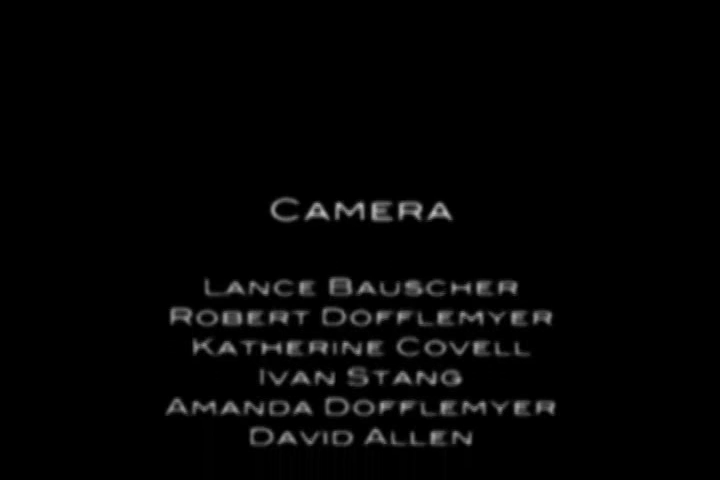 Camera
Lance Bauscher
Robert Dofflemyer
Katherine Covell
Ivan Stang
Amanda Dofflemyer
David Allen